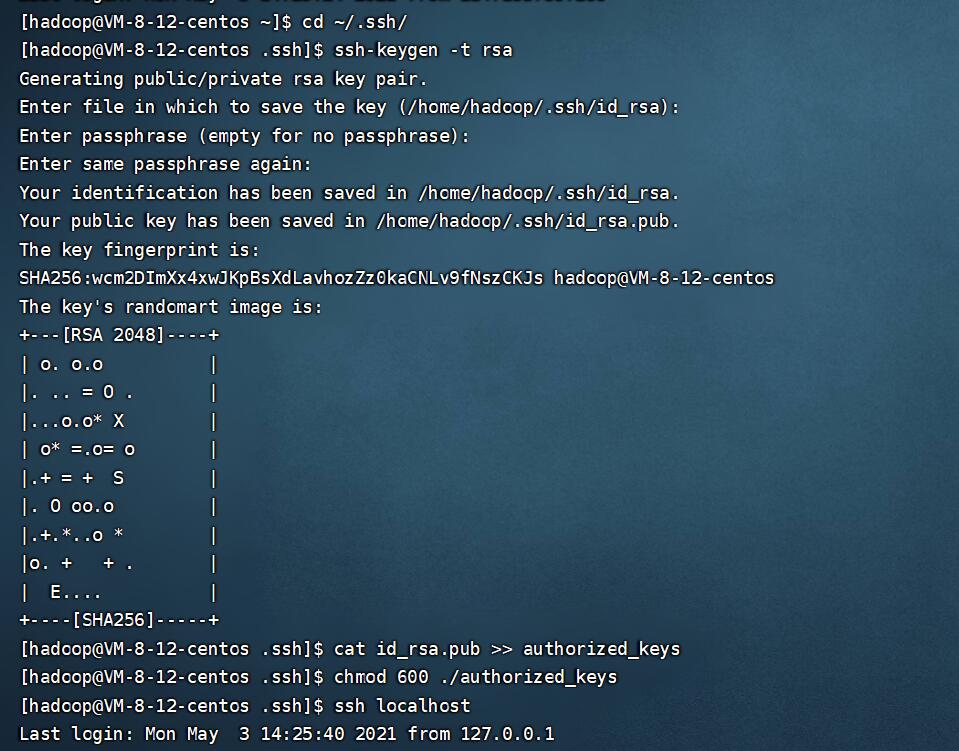 [hadoop@VM-8-12-centos ~]$ cd ~/.ssh/
[hadoop@VM-8-12-centos .ssh]$ ssh-keygen -t rsa
Generating public/private rsa key pair.
Enter file in which to save the key (/home/hadoop/.ssh/id_rsa):
Enter passphrase (empty for no passphrase):
Enter same passphrase again:
Your identification has been saved in /home/hadoop/.ssh/id_rsa.
Your public key has been saved in /home/hadoop/.ssh/id_rsa.pub.
The key fingerprint is:
SHA256:wcm2DImXx4xwJKpBsXdLavhozZz0kaCNLv9fNszCKJs hadoop@VM-8-12-centos
The key's randomart image is:
+---[RSA 2048]----+
| o. o.o          |
|. .. = O .       |
|...o.o* X        |
| o* =.o= o       |
|.+ = +  S        |
|. O oo.o         |
|.+.*..o *        |
|o. +   + .       |
|  E....          |
+----[SHA256]-----+
[hadoop@VM-8-12-centos .ssh]$ cat id_rsa.pub >> authorized_keys
[hadoop@VM-8-12-centos .ssh]$ chmod 600 ./authorized_keys
[hadoop@VM-8-12-centos .ssh]$ ssh localhost
Last login: Mon May  3 14:25:40 2021 from 127.0.0.1